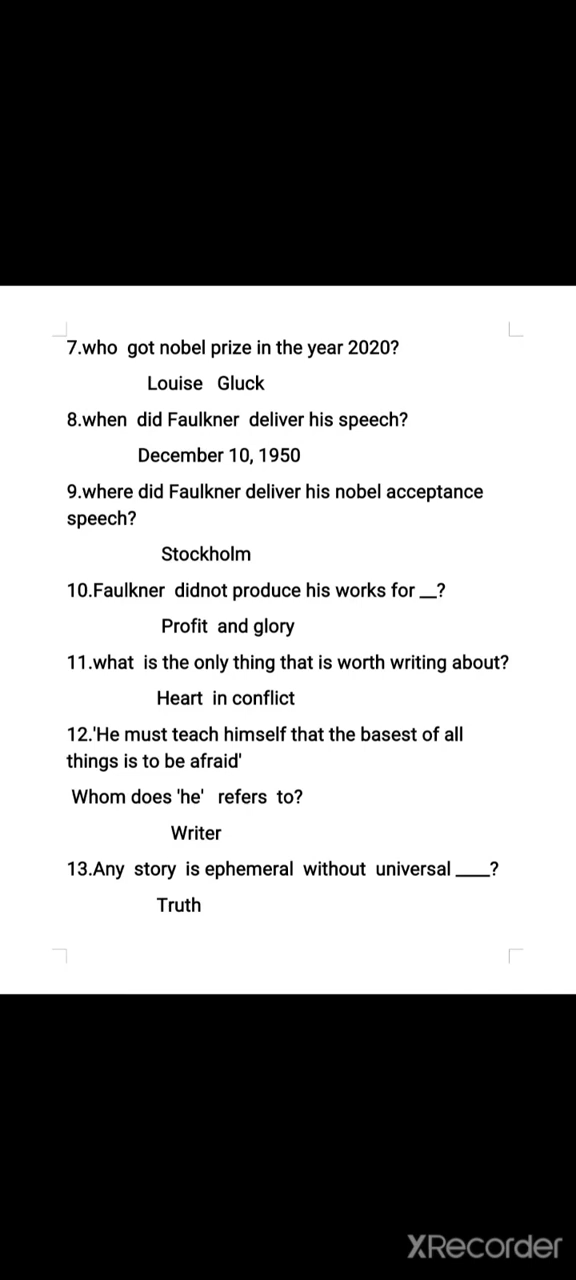 7.who got nobel prize in the year 2020?
Louise Gluck
8.when did Faulkner deliver his speech?
December 10, 1950
9.where did Faulkner deliver his nobel acceptance
speech?
Stockholm
10.Faulkner didnot produce his works for __?
Profit and glory
11.what is the only thing that is worth writing about?
Heart in conflict
12.'He must teach himself that the basest of all
things is to be afraid'
Whom does 'he' refers to?
Writer
13.Any story is ephemeral without universal ____?
Truth
XRecorder